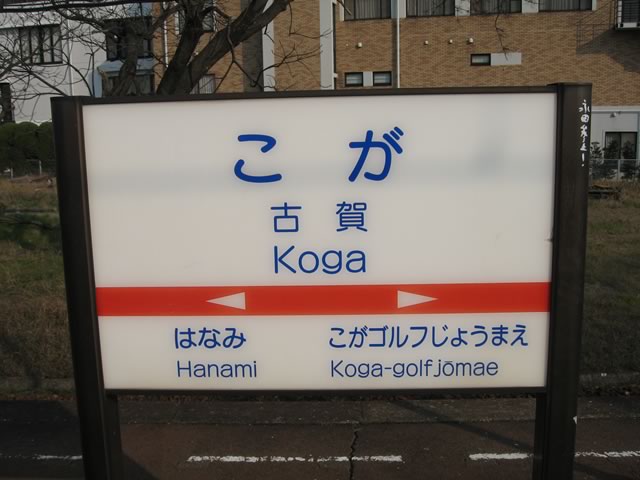 こが
古賀
Koga
はなみ
Hanami
こがゴルフじょうまえ
Koga-golfjōmae